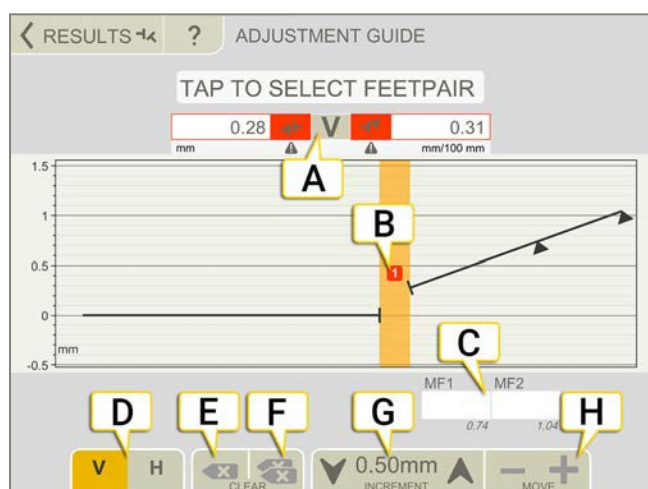 RESULTS ? ADJUSTMENT GUIDE
TAP TO SELECT FEETPAIR
0.28 V 0.31
mm mm/100 mm
A
1.5
1
B
1
0.5
C
0
mm
-0.5
MF1 MF2
0.74 1.04
D E F G H
V H
CLEAR
0.50mm
INCREMENT
MOVE